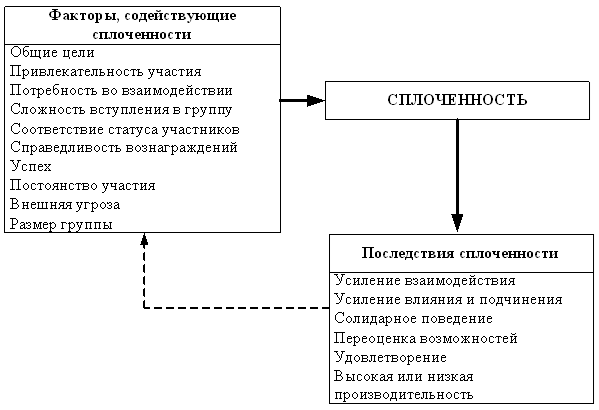 Факторы, содействующие
сплоченности
Общие цели
Привлекательность участия
Потребность во взаимодействии
Сложность вступления в группу
Соответствие статуса участников
Справедливость вознаграждений
Успех
Постоянство участия
Внешняя угроза
Размер группы
СПЛОЧЕННОСТЬ
Последствия сплоченности
Усиление взаимодействия
Усиление влияния и подчинения
Солидарное поведение
Переоценка возможностей
Удовлетворение
Высокая или низкая
производительность